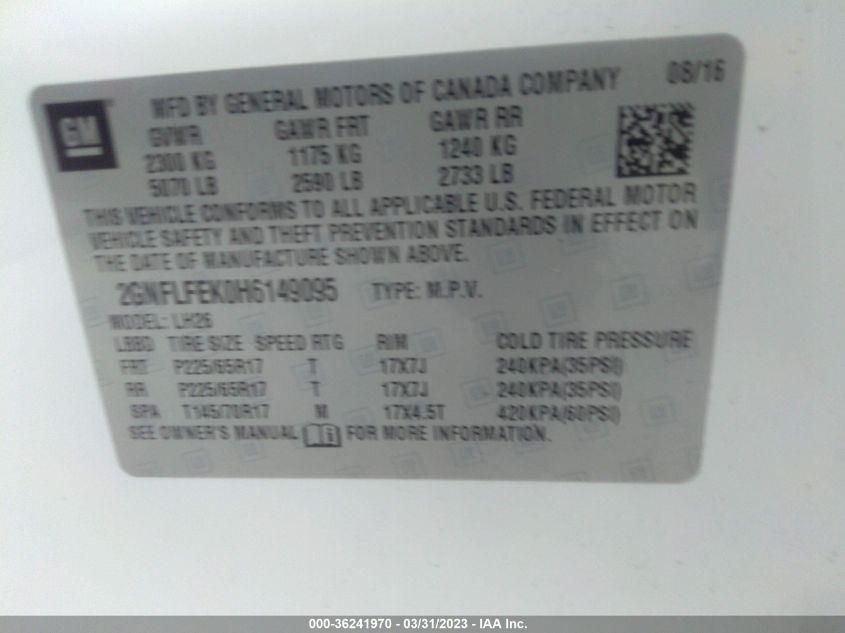 GM
MFD BY GENERAL MOTORS OF CANADA COMPANY 08/16
GVWR GAWR FRT GAWR RR
2300 KG 1175 KG 1240 KG
5070 LB 2590 LB 2733 LB
THIS VEHICLE CONFORMS TO ALL APPLICABLE U.S. FEDERAL MOTOR
VEHICLE SAFETY AND THEFT PREVENTION STANDARDS IN EFFECT ON
THE DATE OF MANUFACTURE SHOWN ABOVE.
2GNFLFEK0H6149095 TYPE: M.P.V.
MODEL: LH26
LBBD TIRE SIZE SPEED RTG RIM COLD TIRE PRESSURE
FRT P225/65R17 T 17X7J 240KPA(35PSI)
RR P225/65R17 T 17X7J 240KPA(35PSI)
SPA T145/70R17 M 17X4.5T 420KPA(60PSI)
SEE OWNER'S MANUAL FOR MORE INFORMATION.
000-36241970 - 03/31/2023 - IAA Inc.